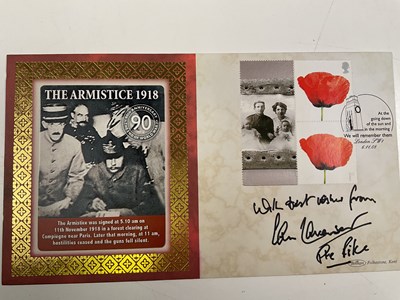 THE ARMISTICE 1918
90
The Armistice was signed at 5.10 am on
11th November 1918 in a forest clearing at
Compiegne near Paris. Later that morning, at 11 am,
hostilities ceased and the guns fell silent.
At the
going down
of the sun and
in the morning
We will remember them
With best wishes from
Pte Pike